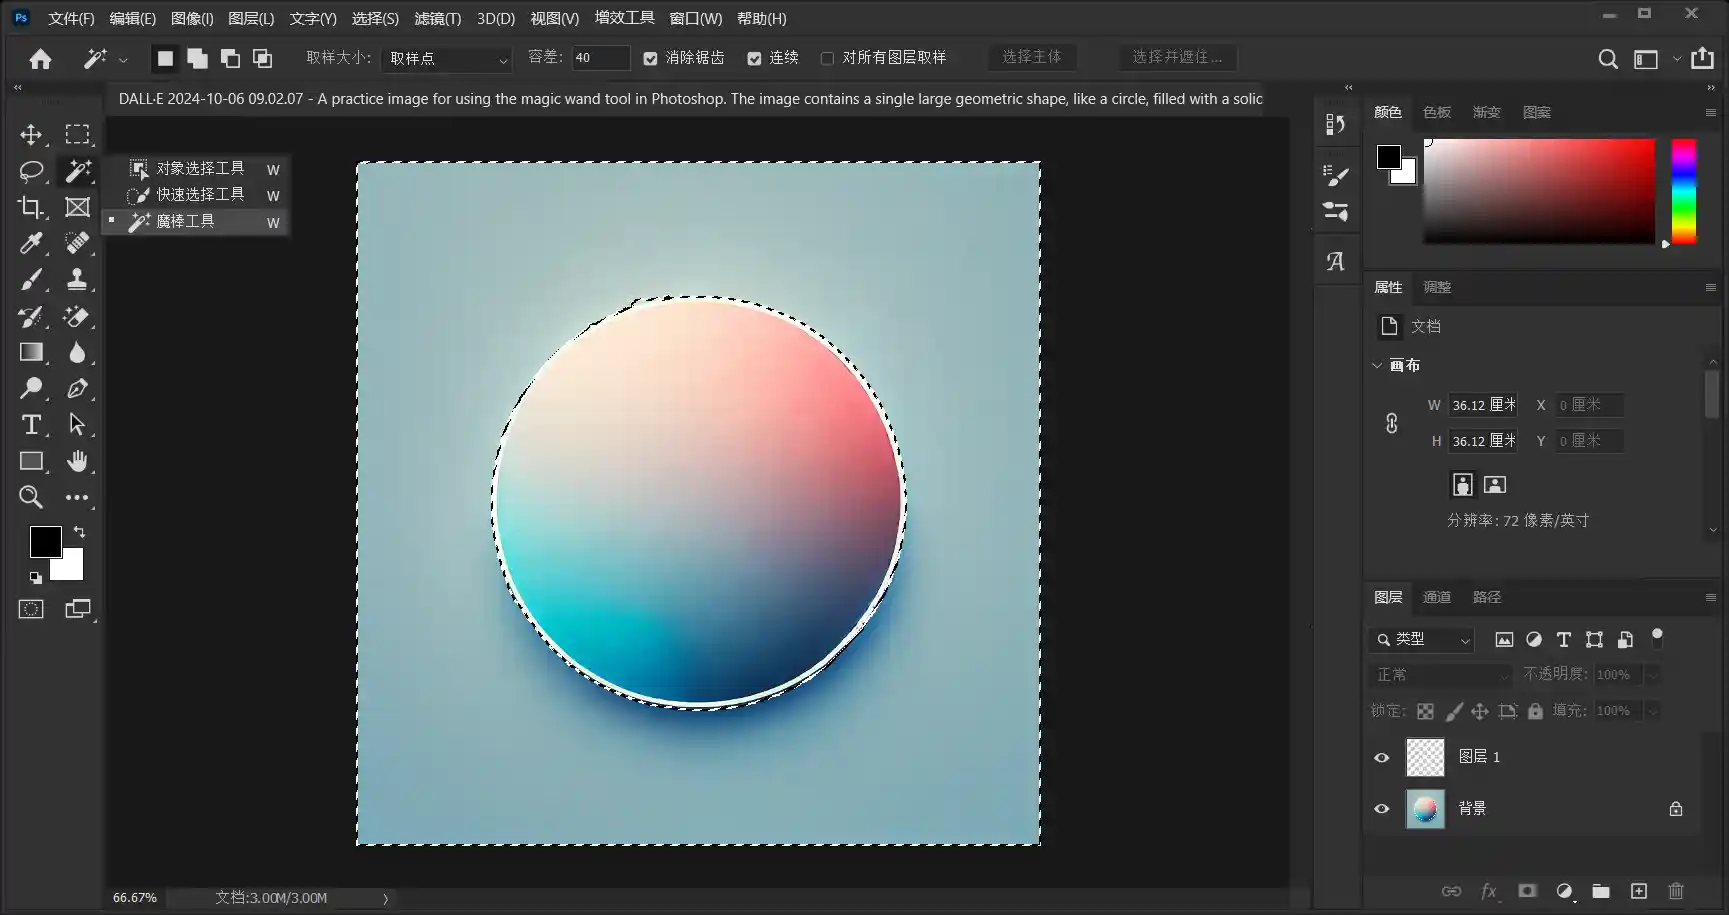 Ps 文件(F) 编辑(E) 图像(I) 图层(L) 文字(Y) 选择(S) 滤镜(T) 3D(D) 视图(V) 增效工具 窗口(W) 帮助(H)
取样大小: 取样点 容差: 40 消除锯齿 连续 对所有图层取样 选择主体 选择并遮住...
DALL·E 2024-10-06 09.02.07 - A practice image for using the magic wand tool in Photoshop. The image contains a single large geometric shape, like a circle, filled with a solid
对象选择工具 W
快速选择工具 W
魔棒工具 W
颜色 色板 渐变 图案
属性 调整
文档
画布
W 36.12 厘米 X 0 厘米
H 36.12 厘米 Y 0 厘米
分辨率: 72 像素/英寸
图层 通道 路径
类型
正常 不透明度: 100%
锁定: 填充: 100%
图层 1
背景
fx
66.67% 文档:3.00M/3.00M